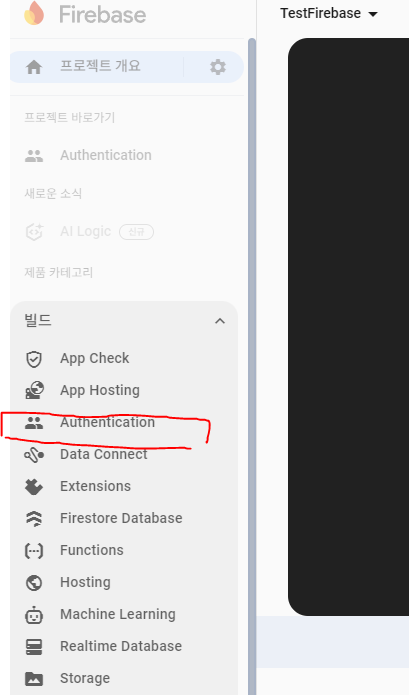 Firebase
TestFirebase
프로젝트 개요
프로젝트 바로가기
Authentication
새로운 소식
AI Logic 신규
제품 카테고리
빌드
App Check
App Hosting
Authentication
Data Connect
Extensions
Firestore Database
Functions
Hosting
Machine Learning
Realtime Database
Storage